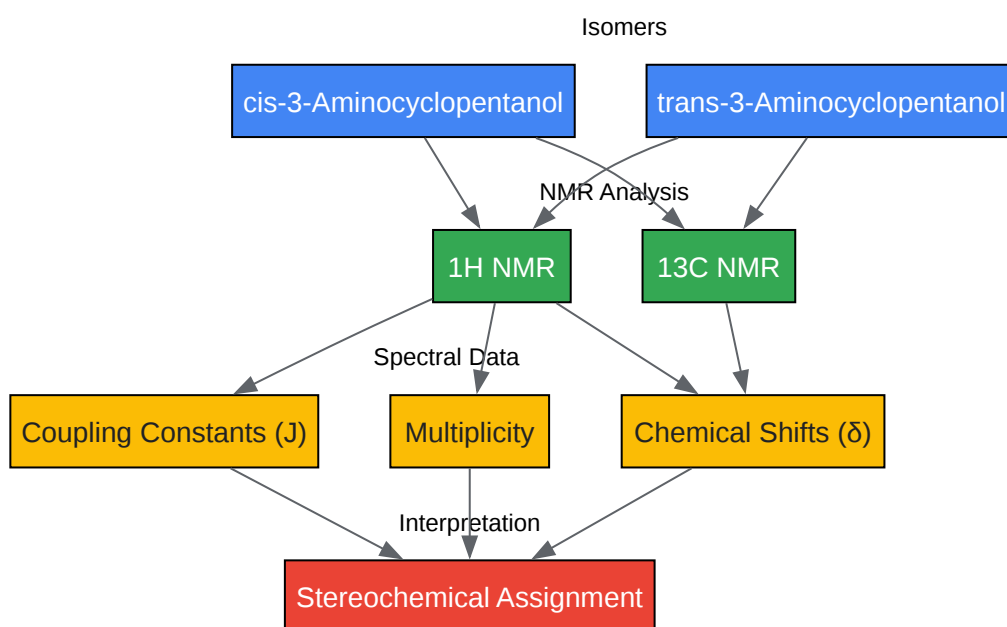 Isomers
cis-3-Aminocyclopentanol
trans-3-Aminocyclopentanol
NMR Analysis
1H NMR
13C NMR
Spectral Data
Coupling Constants (J)
Multiplicity
Chemical Shifts (δ)
Interpretation
Stereochemical Assignment